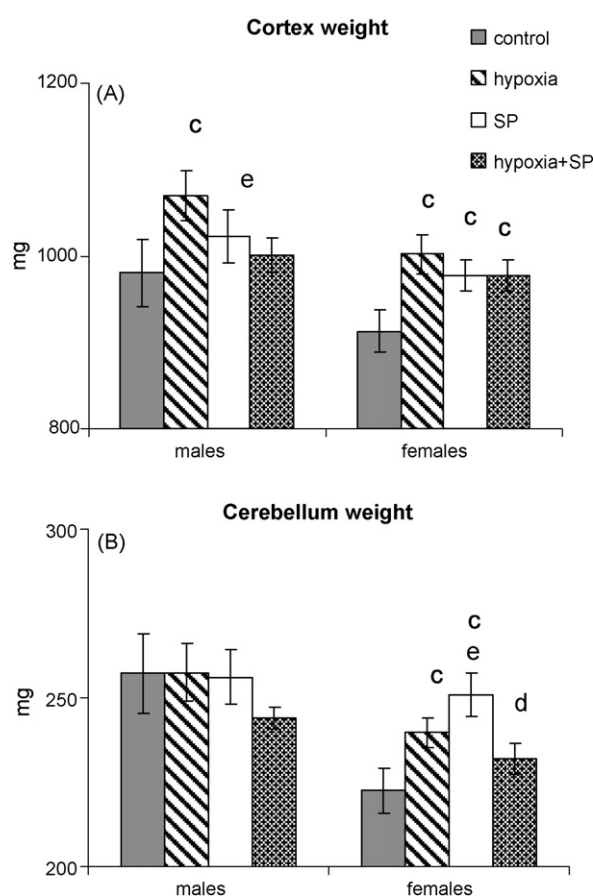 Cortex weight
control
hypoxia
SP
hypoxia+SP
1200
(A)
c
e
c c c
1000
mg
800
males females
Cerebellum weight
300
(B)
c
e
c
d
250
mg
200
males females